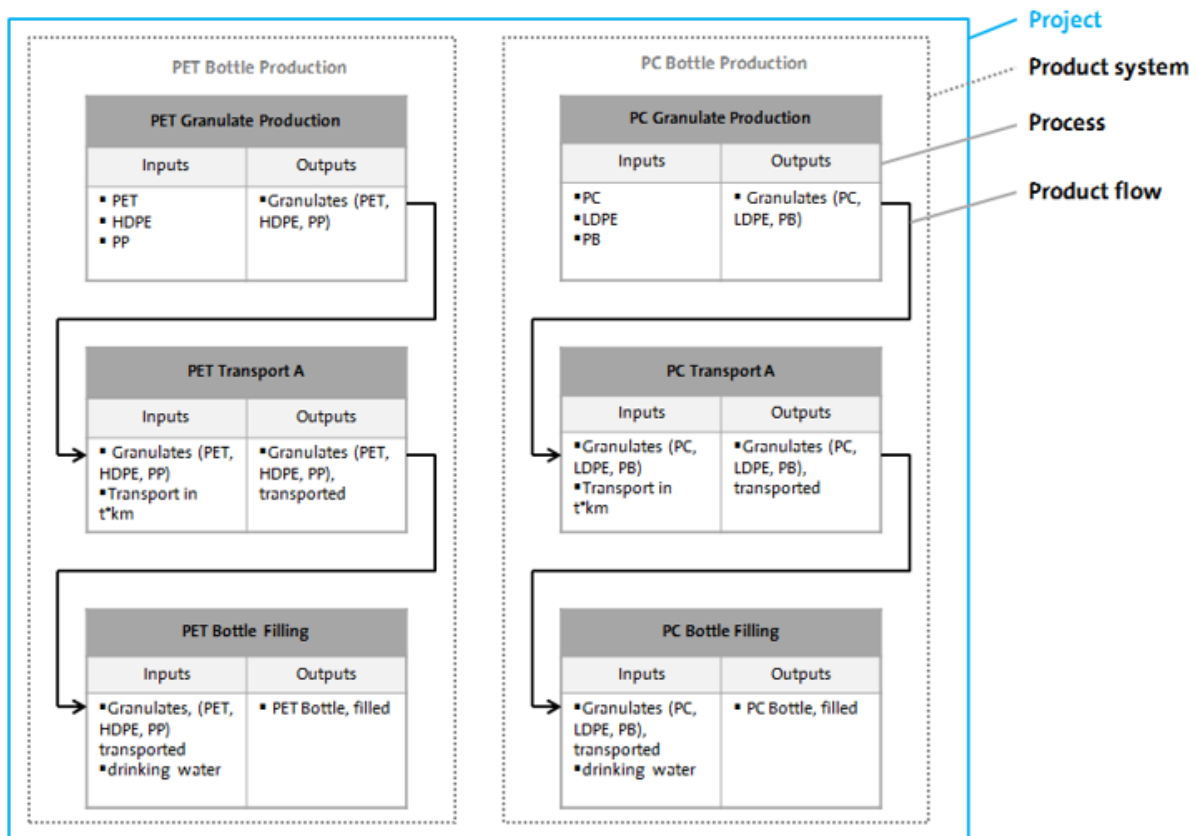 Project
Product system
Process
Product flow
PET Bottle Production
PET Granulate Production
Inputs
Outputs
▪ PET
▪ HDPE
▪ PP
▪Granulates (PET,
HDPE, PP)
PET Transport A
Inputs
Outputs
▪ Granulates (PET,
HDPE, PP)
▪Transport in
t*km
▪Granulates (PET,
HDPE, PP),
transported
PET Bottle Filling
Inputs
Outputs
▪Granulates, (PET,
HDPE, PP)
transported
▪drinking water
▪ PET Bottle, filled
PC Bottle Production
PC Granulate Production
Inputs
Outputs
▪PC
▪LDPE
▪PB
▪ Granulates (PC,
LDPE, PB)
PC Transport A
Inputs
Outputs
▪Granulates (PC,
LDPE, PB)
▪Transport in
t*km
▪Granulates (PC,
LDPE, PB),
transported
PC Bottle Filling
Inputs
Outputs
▪Granulates (PC,
LDPE, PB),
transported
▪drinking water
▪ PC Bottle, filled